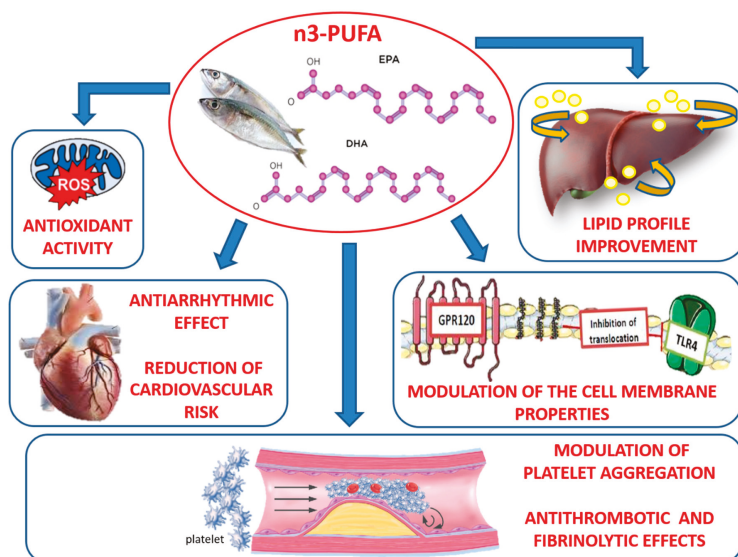 n3-PUFA
EPA
OH
O
DHA
OH
O
ROS
ANTIOXIDANT
ACTIVITY
LIPID PROFILE
IMPROVEMENT
ANTIARRHYTHMIC
EFFECT
REDUCTION OF
CARDIOVASCULAR
RISK
GPR120
Inhibition of
translocation
TLR4
MODULATION OF THE CELL MEMBRANE
PROPERTIES
platelet
MODULATION OF
PLATELET AGGREGATION
ANTITHROMBOTIC AND
FIBRINOLYTIC EFFECTS